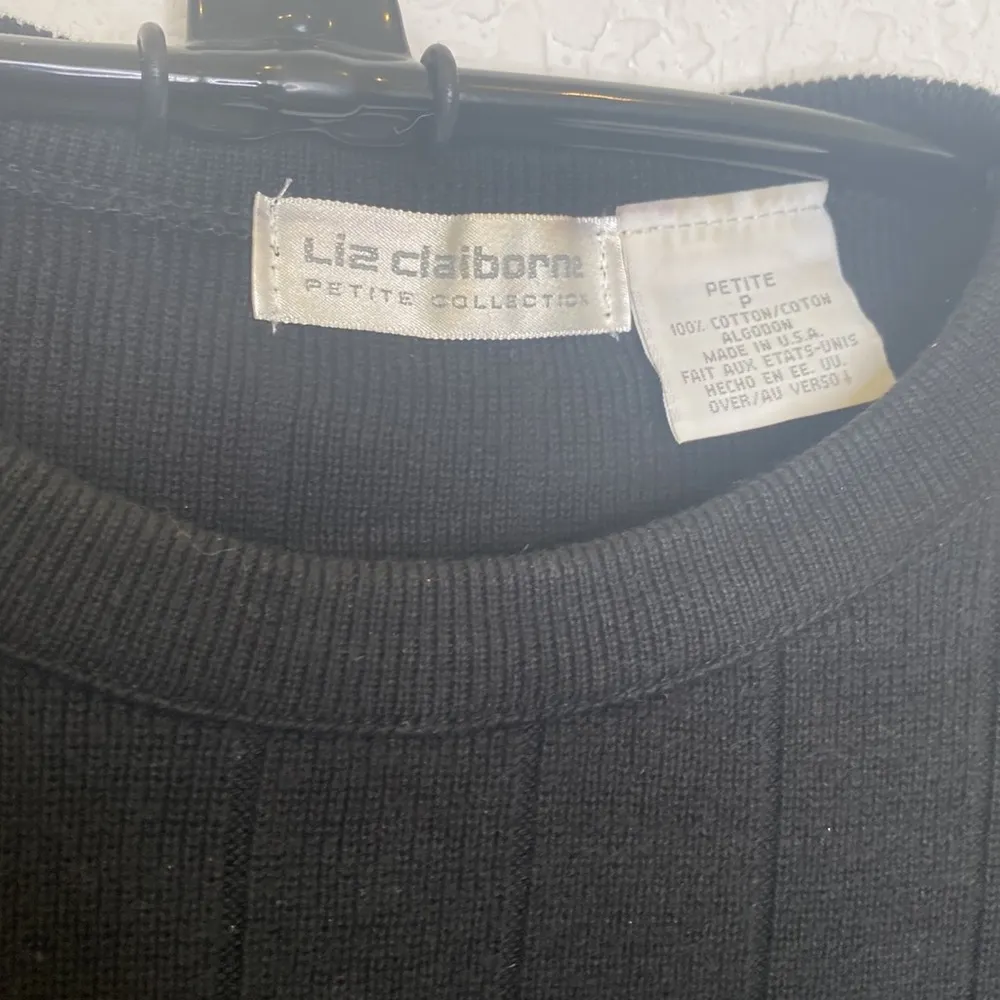 Liz claiborne
PETITE COLLECTION
PETITE
P
100% COTTON/COTON
ALGODON
MADE IN U.S.A.
FAIT AUX ETATS-UNIS
HECHO EN EE. UU.
OVER/AU VERSO↓